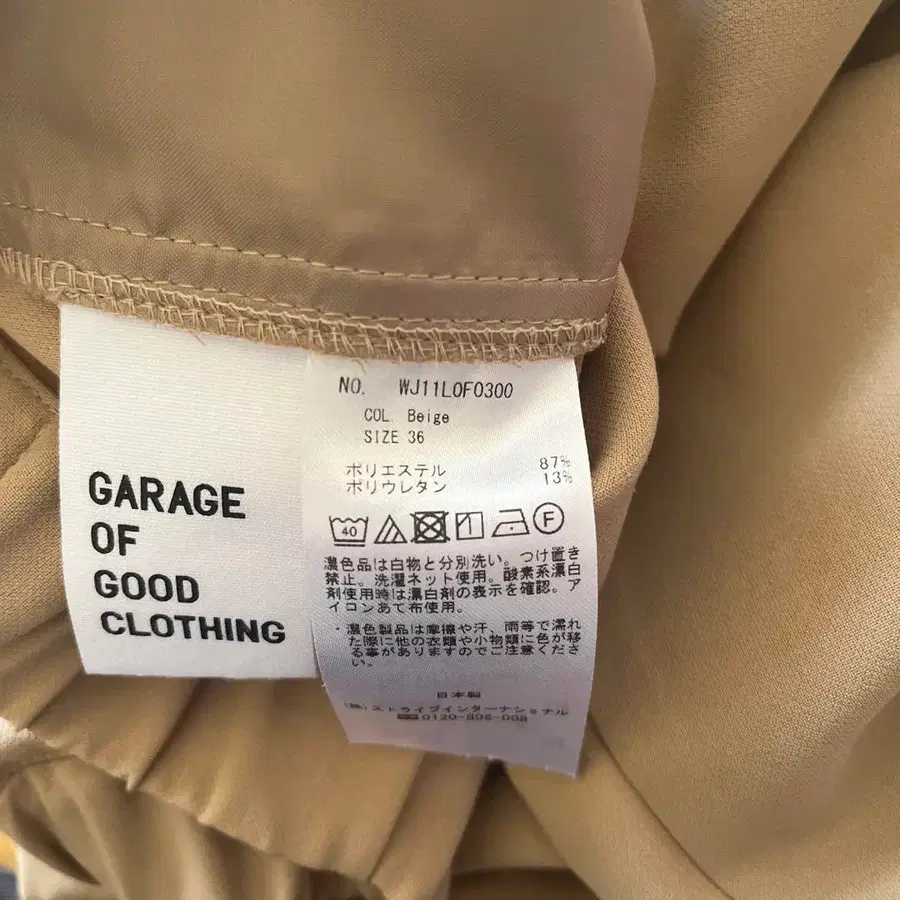 GARAGE
OF
GOOD
CLOTHING
NO. WJ11L0F0300
COL. Beige
SIZE 36
ポリエステル 87%
ポリウレタン 13%
40 F
濃色品は白物と分別洗い。つけ置き
禁止。洗濯ネット使用。酸素系漂白
剤使用時は漂白剤の表示を確認。ア
イロンあて布使用。
・濃色製品は摩擦や汗、雨等で濡れ
た際に他の衣類や小物類に色が移
る事がありますのでご注意くださ
い。
日本製
(株)ストライプインターナショナル
0120-808-008